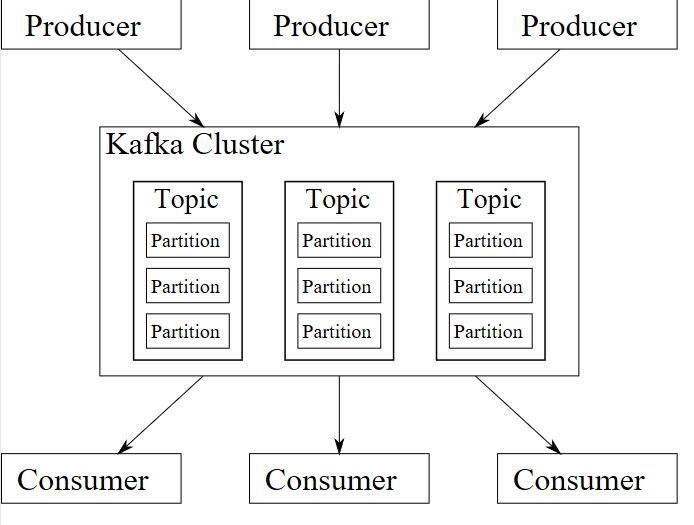 Producer
Producer
Producer
Kafka Cluster
Topic
Topic
Topic
Partition
Partition
Partition
Partition
Partition
Partition
Partition
Partition
Partition
Consumer
Consumer
Consumer